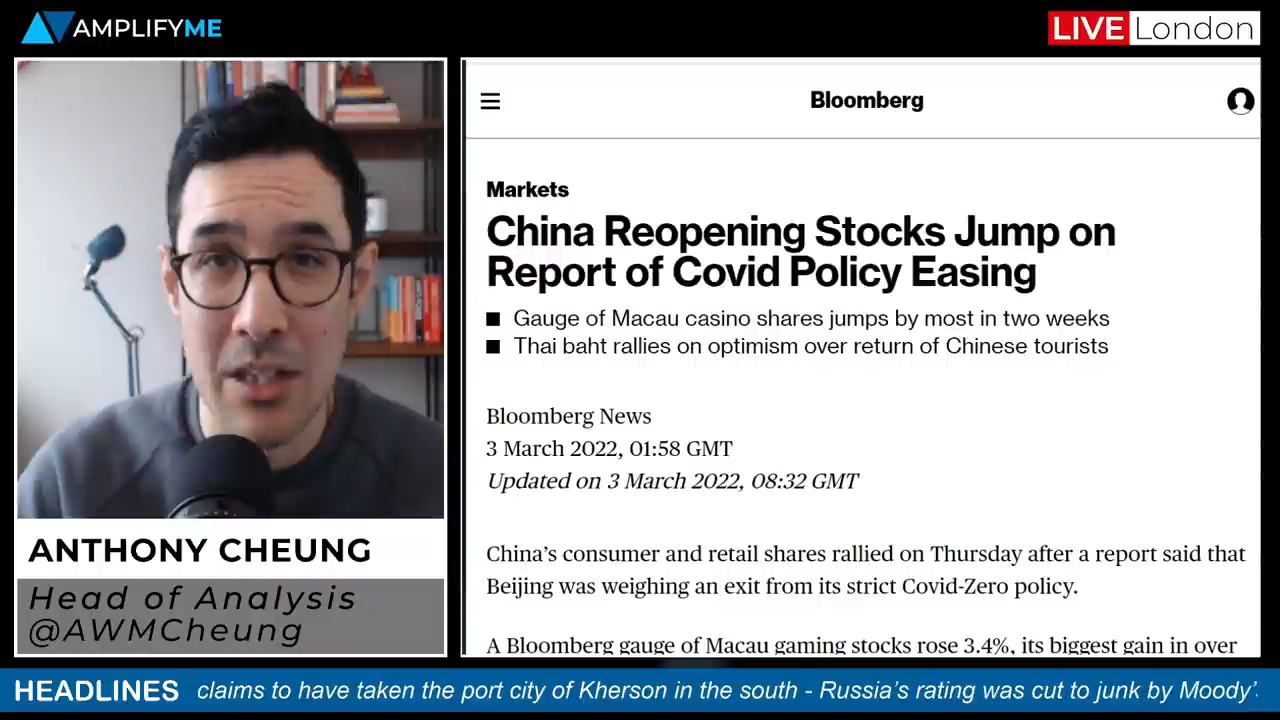 AMPLIFYME
LIVE London
Bloomberg
Markets
China Reopening Stocks Jump on
Report of Covid Policy Easing
■ Gauge of Macau casino shares jumps by most in two weeks
■ Thai baht rallies on optimism over return of Chinese tourists
Bloomberg News
3 March 2022, 01:58 GMT
Updated on 3 March 2022, 08:32 GMT
China’s consumer and retail shares rallied on Thursday after a report said that
Beijing was weighing an exit from its strict Covid-Zero policy.
A Bloomberg gauge of Macau gaming stocks rose 3.4%, its biggest gain in over
ANTHONY CHEUNG
Head of Analysis
@AWMCheung
HEADLINES claims to have taken the port city of Kherson in the south - Russia’s rating was cut to junk by Moody’